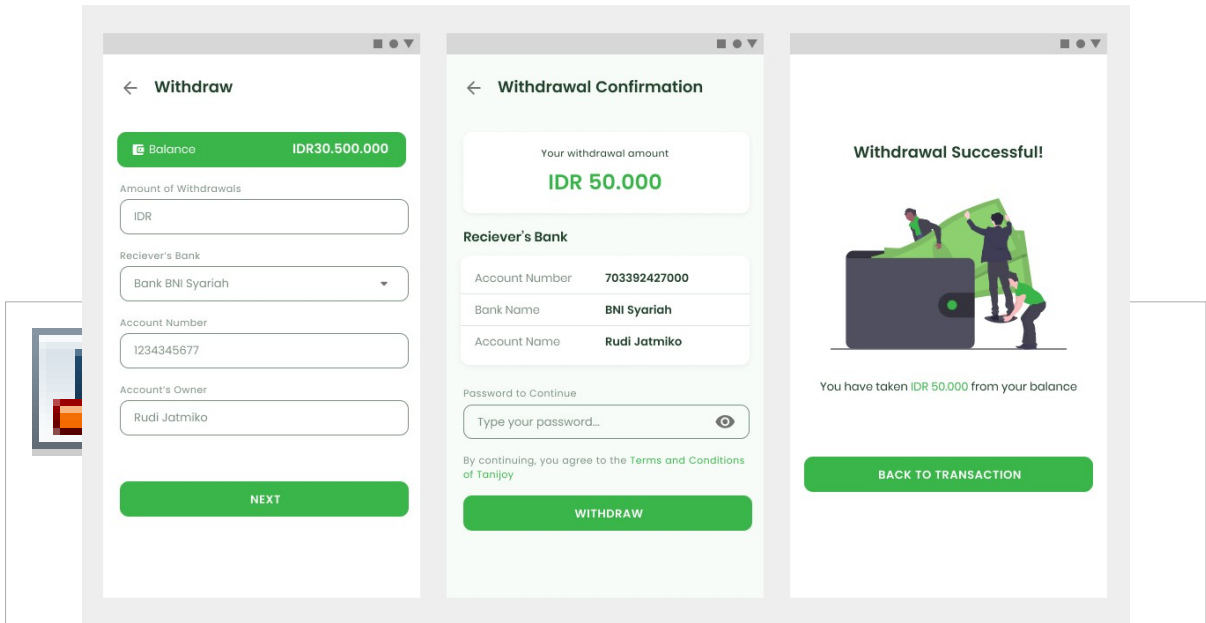 Withdraw
Balance IDR30.500.000
Amount of Withdrawals
IDR
Reciever's Bank
Bank BNI Syariah
Account Number
1234345677
Account's Owner
Rudi Jatmiko
NEXT
Withdrawal Confirmation
Your withdrawal amount
IDR 50.000
Reciever's Bank
Account Number 703392427000
Bank Name BNI Syariah
Account Name Rudi Jatmiko
Password to Continue
Type your password...
By continuing, you agree to the Terms and Conditions
of Tanijoy
WITHDRAW
Withdrawal Successful!
You have taken IDR 50.000 from your balance
BACK TO TRANSACTION